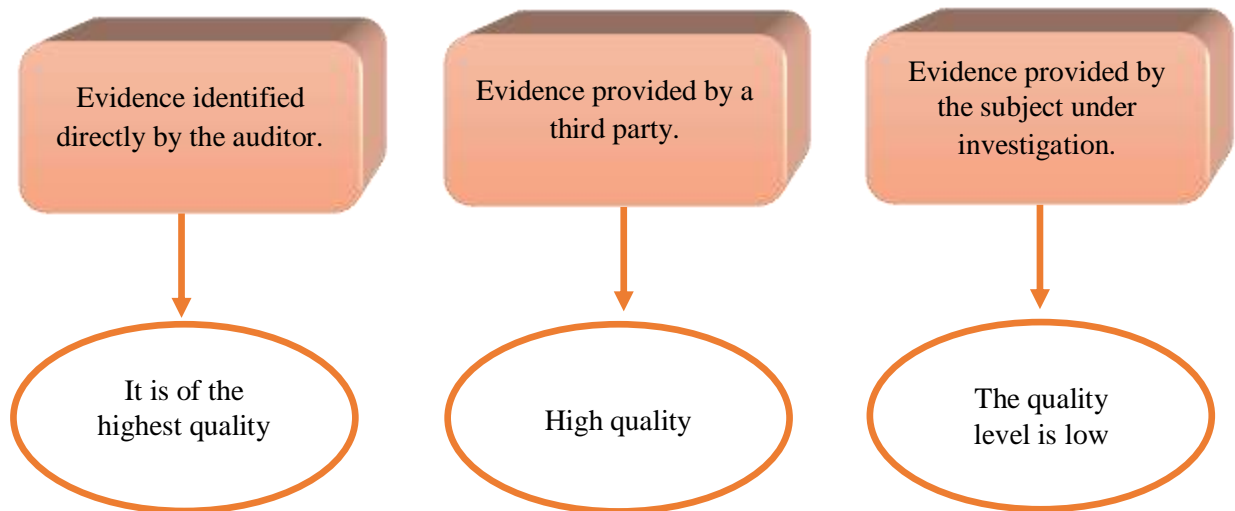 Evidence identified
directly by the auditor.
Evidence provided by a
third party.
Evidence provided by
the subject under
investigation.
It is of the
highest quality
High quality
The quality
level is low